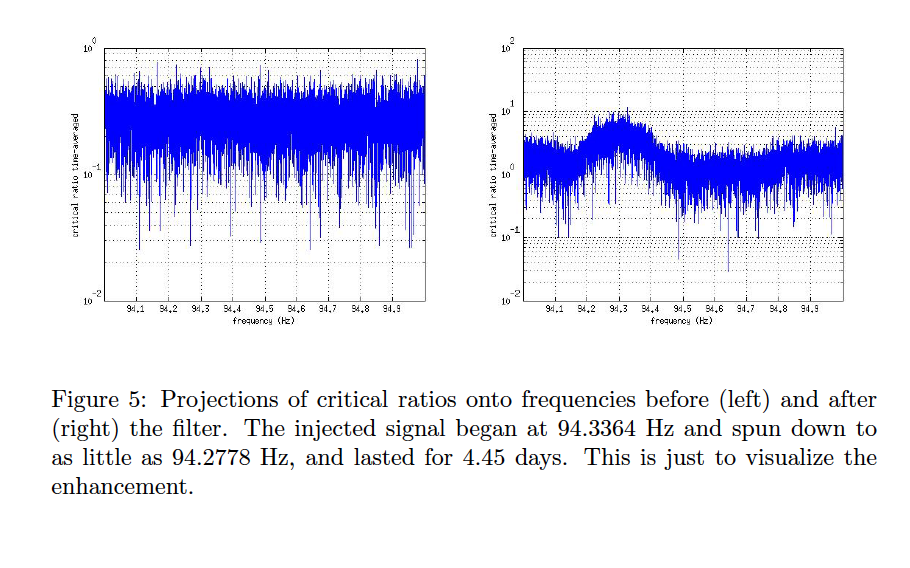 10^0
10^-1
10^-2
critical ratio time-averaged
94.1 94.2 94.3 94.4 94.5 94.6 94.7 94.8 94.9
frequency (Hz)
10^2
10^1
10^0
10^-1
10^-2
critical ratio time-averaged
94.1 94.2 94.3 94.4 94.5 94.6 94.7 94.8 94.9
frequency (Hz)
Figure 5: Projections of critical ratios onto frequencies before (left) and after
(right) the filter. The injected signal began at 94.3364 Hz and spun down to
as little as 94.2778 Hz, and lasted for 4.45 days. This is just to visualize the
enhancement.